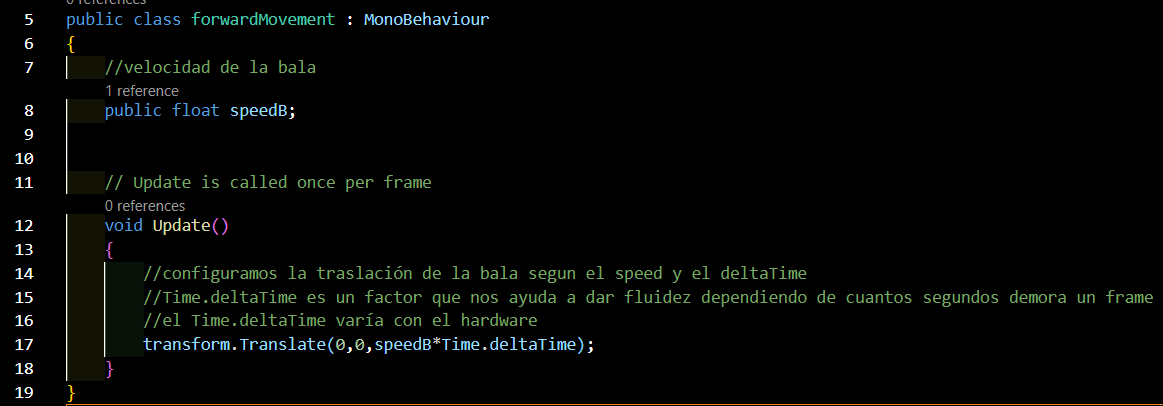 0 references
5 public class forwardMovement : MonoBehaviour
6 {
7 //velocidad de la bala
1 reference
8 public float speedB;
9
10
11 // Update is called once per frame
0 references
12 void Update()
13 {
14 //configuramos la traslación de la bala segun el speed y el deltaTime
15 //Time.deltaTime es un factor que nos ayuda a dar fluidez dependiendo de cuantos segundos demora un frame
16 //el Time.deltaTime varía con el hardware
17 transform.Translate(0,0,speedB*Time.deltaTime);
18 }
19 }